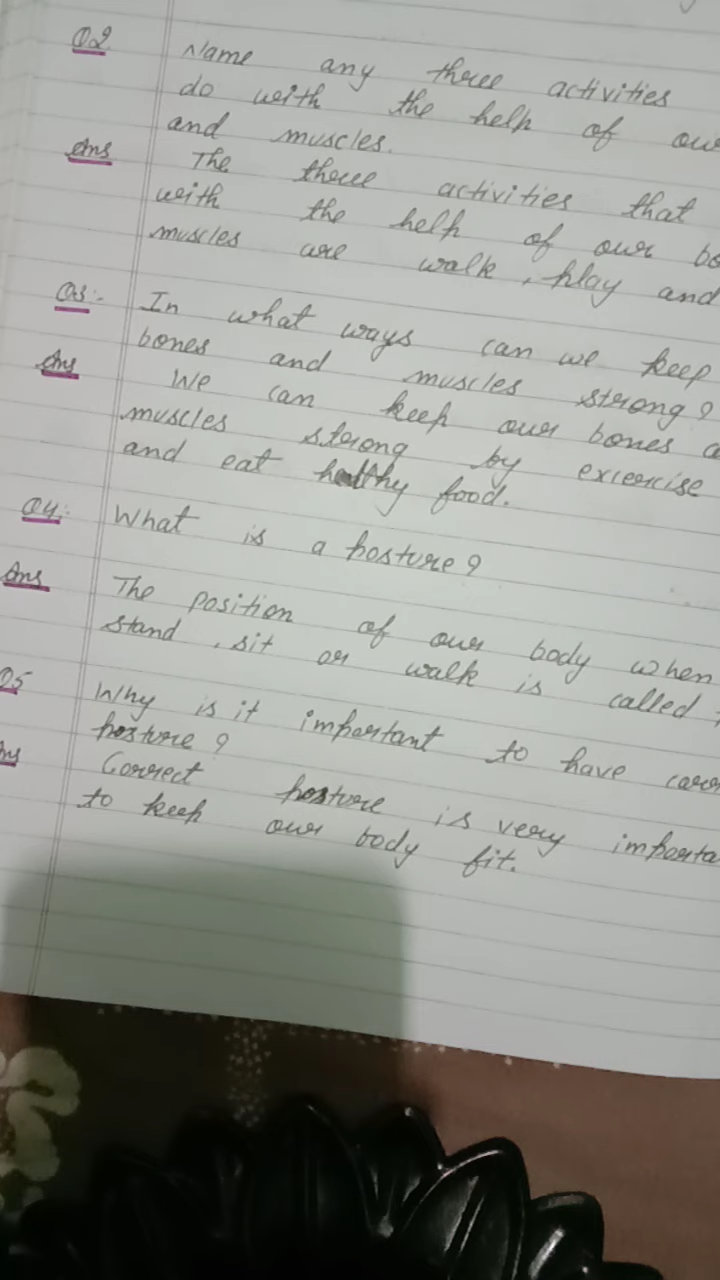 Q2 Name any three activities
do with the help of our
and muscles.
Ans The three activities that
with the help of our bo
muscles are walk, play and
Q3:- In what ways can we keep
bones and muscles strong?
Ans We can keep our bones a
muscles strong by excercise
and eat healthy food.
Q4:- What is a posture?
Ans The position of our body when
stand, sit or walk is called
Q5 Why is it important to have
posture?
Ans Correct posture is very importa
to keep our body fit.